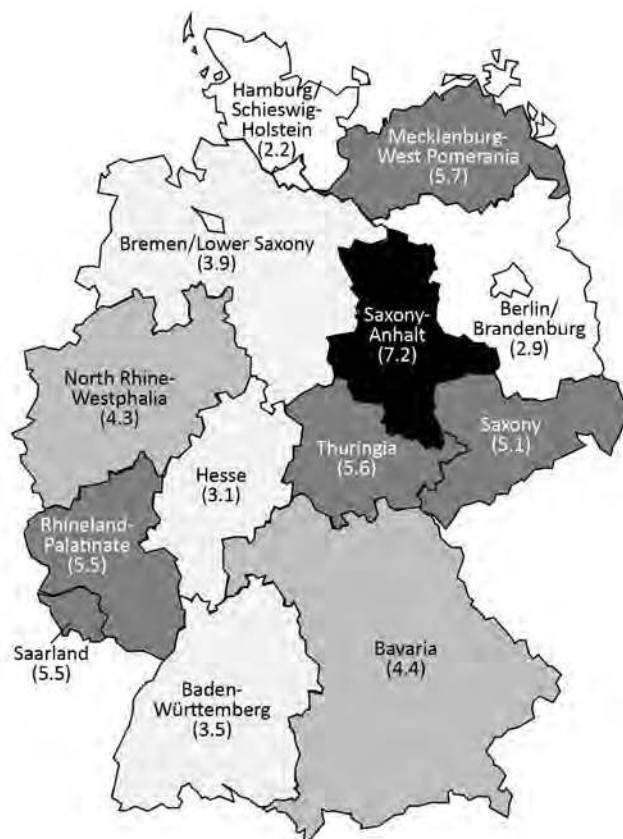 Hamburg/
Schieswig-
Holstein
(2.2)
Mecklenburg-
West Pomerania
(5.7)
Bremen/Lower Saxony
(3.9)
Saxony-
Anhalt
(7.2)
Berlin/
Brandenburg
(2.9)
North Rhine-
Westphalia
(4.3)
Hesse
(3.1)
Thuringia
(5.6)
Saxony
(5.1)
Rhineland-
Palatinate
(5.5)
Saarland
(5.5)
Bavaria
(4.4)
Baden-
Württemberg
(3.5)